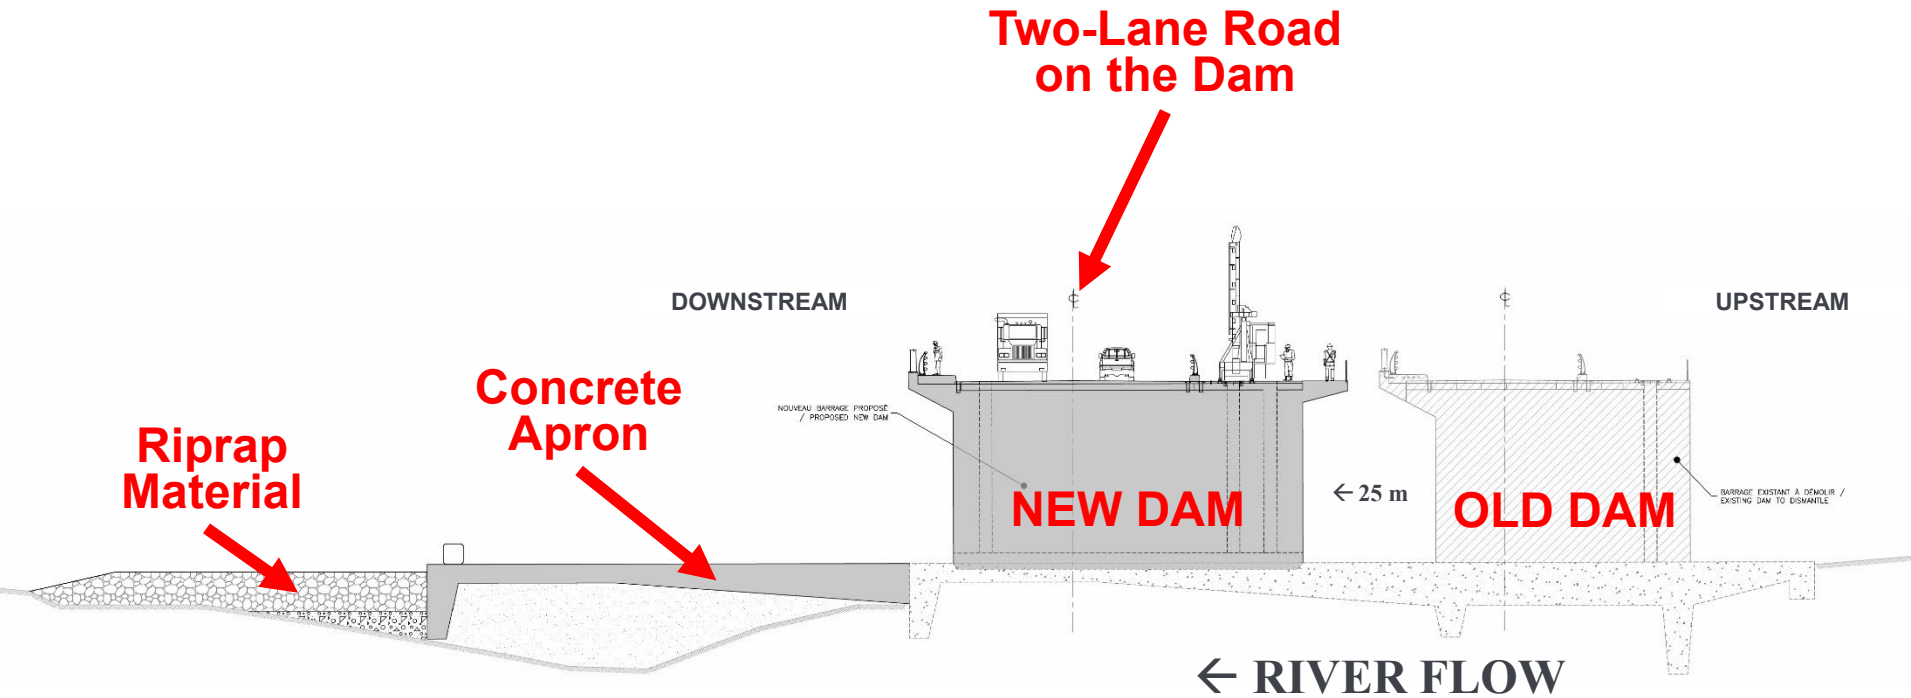 Two-Lane Road
on the Dam
DOWNSTREAM
UPSTREAM
Concrete
Apron
NOUVEAU BARRAGE PROPOSÉ
/ PROPOSED NEW DAM
Riprap
Material
NEW DAM
← 25 m
OLD DAM
BARRAGE EXISTANT À DÉMOLIR /
EXISTING DAM TO DISMANTLE
← RIVER FLOW